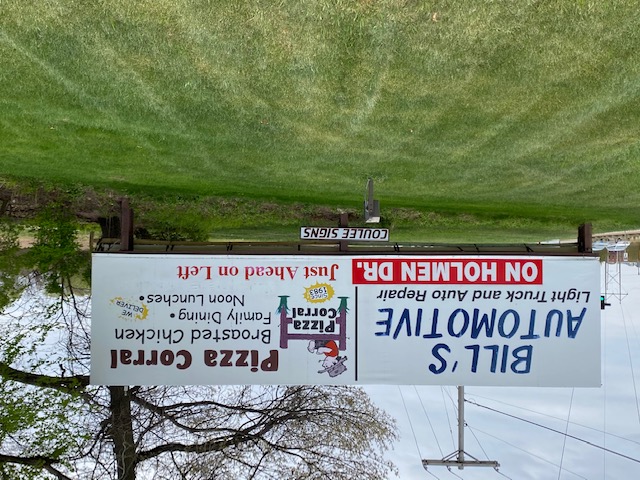 BILL'S
AUTOMOTIVE
Light Truck and Auto Repair
ON HOLMEN DR.
Pizza
Corral
SINCE
1983
Pizza Corral
Broasted Chicken
Family Dining •
Noon Lunches •
WE
DELIVER
Just Ahead on Left
COULEE SIGNS